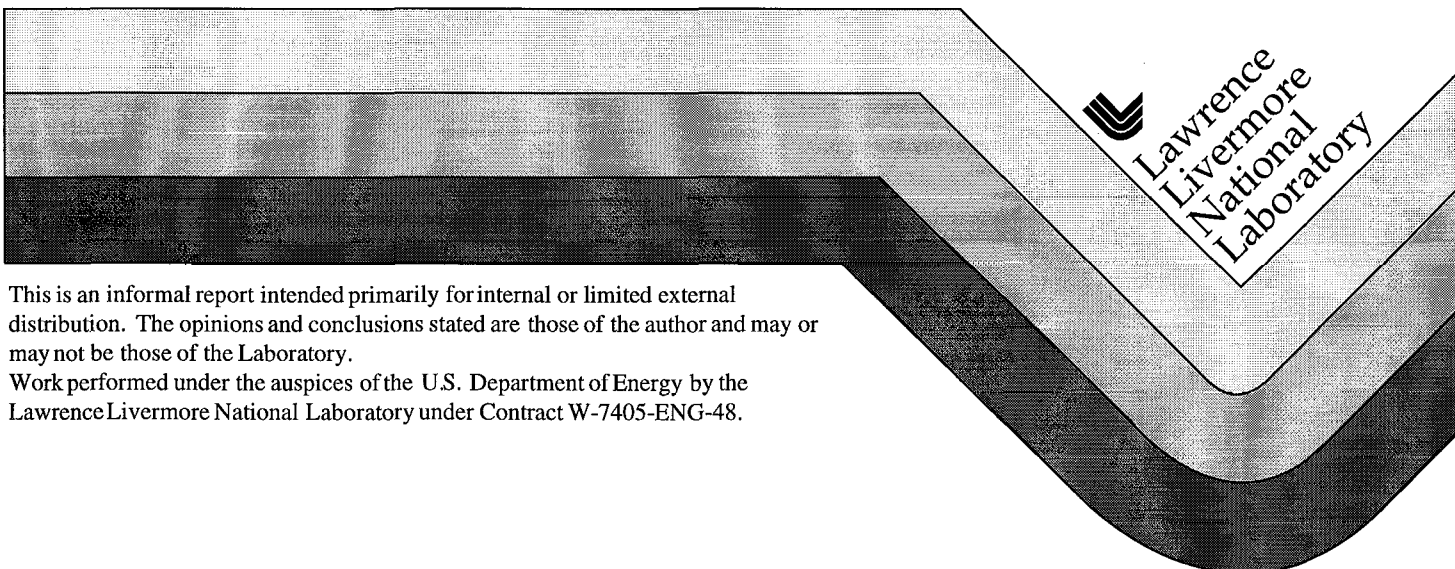 Lawrence
Livermore
National
Laboratory
This is an informal report intended primarily for internal or limited external
distribution. The opinions and conclusions stated are those of the author and may or
may not be those of the Laboratory.
Work performed under the auspices of the U.S. Department of Energy by the
Lawrence Livermore National Laboratory under Contract W-7405-ENG-48.